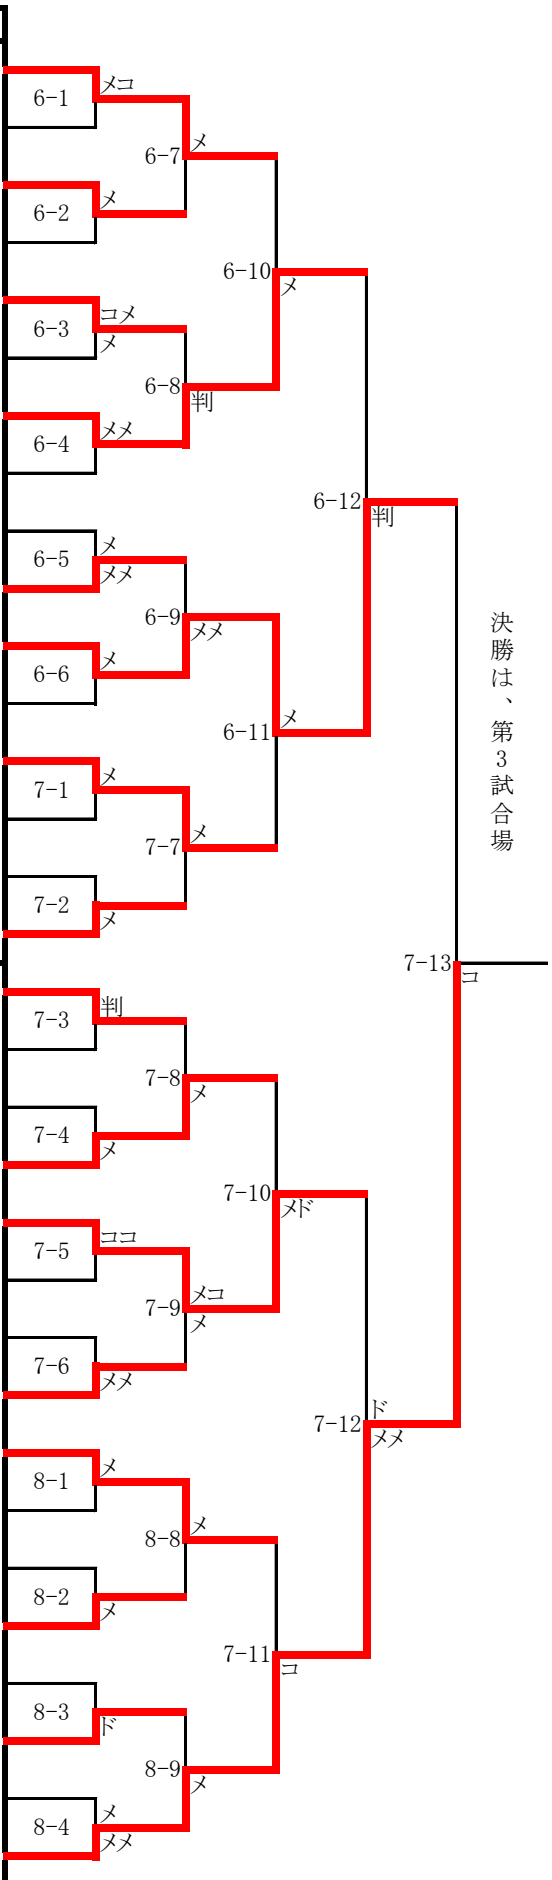 メコ
6-1
メ
6-7
メ
6-2
6-10
メ
コメ
6-3
メ
6-8
判
メメ
6-4
6-12
判
メ
6-5
メメ
6-9
メメ
メ
6-6
メ
6-11
メ
7-1
メ
7-7
7-2
メ
決勝は、第3試合場
7-13
コ
判
7-3
7-8
メ
7-4
メ
7-10
メド
ココ
7-5
メコ
7-9
メ
7-6
メメ
ド
7-12
メメ
メ
8-1
メ
8-8
8-2
メ
7-11
コ
8-3
ド
8-9
メ
メ
8-4
メメ